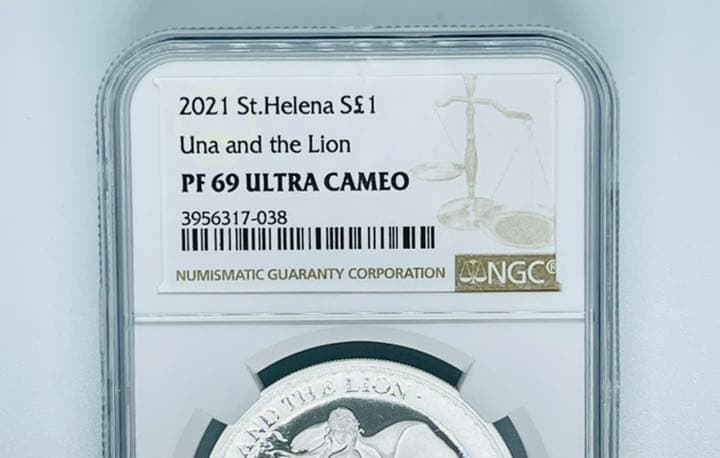 2021 St.Helena S£1
Una and the Lion
PF 69 ULTRA CAMEO
3956317-038
NUMISMATIC GUARANTY CORPORATION
NGC®
AND THE LION